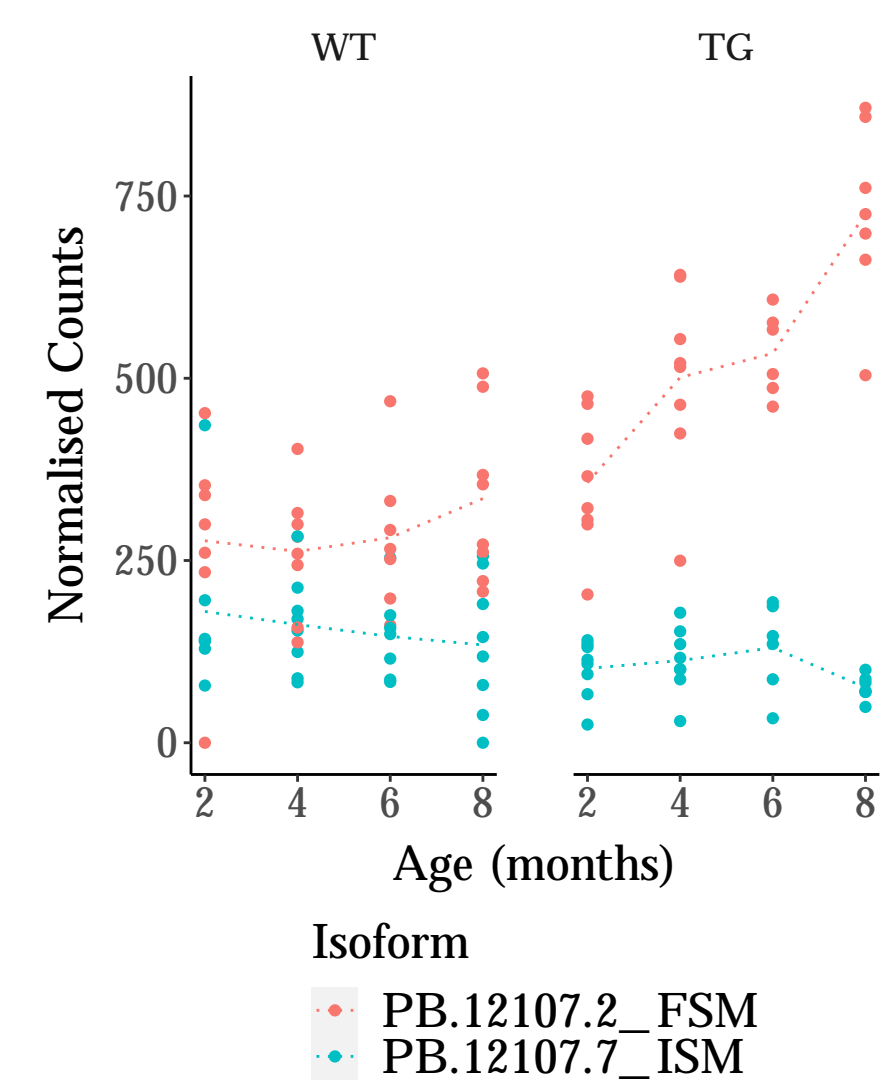 WT TG
750
500
250
0
Normalised Counts
2 4 6 8 2 4 6 8
Age (months)
Isoform
PB.12107.2_FSM
PB.12107.7_ISM